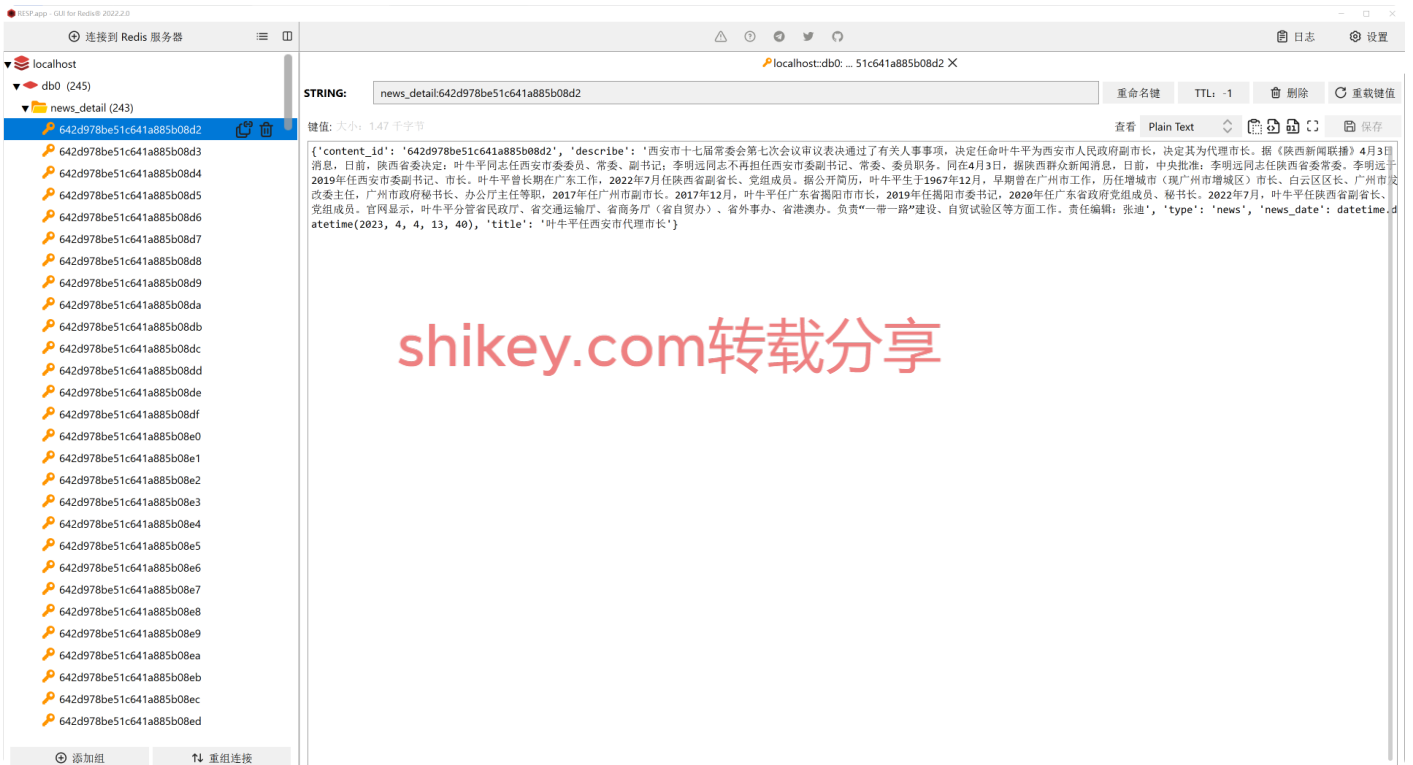 RESP.app - GUI for Redis® 2022.2.0
连接到 Redis 服务器
日志
设置
localhost
db0 (245)
news_detail (243)
642d978be51c641a885b08d2
642d978be51c641a885b08d3
642d978be51c641a885b08d4
642d978be51c641a885b08d5
642d978be51c641a885b08d6
642d978be51c641a885b08d7
642d978be51c641a885b08d8
642d978be51c641a885b08d9
642d978be51c641a885b08da
642d978be51c641a885b08db
642d978be51c641a885b08dc
642d978be51c641a885b08dd
642d978be51c641a885b08de
642d978be51c641a885b08df
642d978be51c641a885b08e0
642d978be51c641a885b08e1
642d978be51c641a885b08e2
642d978be51c641a885b08e3
642d978be51c641a885b08e4
642d978be51c641a885b08e5
642d978be51c641a885b08e6
642d978be51c641a885b08e7
642d978be51c641a885b08e8
642d978be51c641a885b08e9
642d978be51c641a885b08ea
642d978be51c641a885b08eb
642d978be51c641a885b08ec
642d978be51c641a885b08ed
添加组
重组连接
localhost::db0: ... 51c641a885b08d2
STRING:
news_detail:642d978be51c641a885b08d2
重命名键
TTL: -1
删除
重载键值
键值: 大小: 1.47 千字节
查看
Plain Text
保存
{'content_id': '642d978be51c641a885b08d2', 'describe': '西安市十七届常委会第七次会议审议表决通过了有关人事事项，决定任命叶牛平为西安市人民政府副市长，决定其为代理市长。据《陕西新闻联播》4月3日
消息，日前，陕西省委决定：叶牛平同志任西安市委委员、常委、副书记；李明远同志不再担任西安市委副书记、常委、委员职务。同在4月3日，据陕西群众新闻消息，日前，中央批准：李明远同志任陕西省委常委。李明远于
2019年任西安市委副书记、市长。叶牛平曾长期在广东工作，2022年7月任陕西省副省长、党组成员。据公开简历，叶牛平生于1967年12月，早期曾在广州市工作，历任增城市（现广州市增城区）市长、白云区区长、广州市发
改委主任，广州市政府秘书长、办公厅主任等职，2017年任广州市副市长。2017年12月，叶牛平任广东省揭阳市市长，2019年任揭阳市委书记，2020年任广东省政府党组成员、秘书长。2022年7月，叶牛平任陕西省副省长、
党组成员。官网显示，叶牛平分管省民政厅、省交通运输厅、省商务厅（省自贸办）、省外事办、省港澳办。负责“一带一路”建设、自贸试验区等方面工作。责任编辑：张迪', 'type': 'news', 'news_date': datetime.d
atetime(2023, 4, 4, 13, 40), 'title': '叶牛平任西安市代理市长'}
shikey.com转载分享